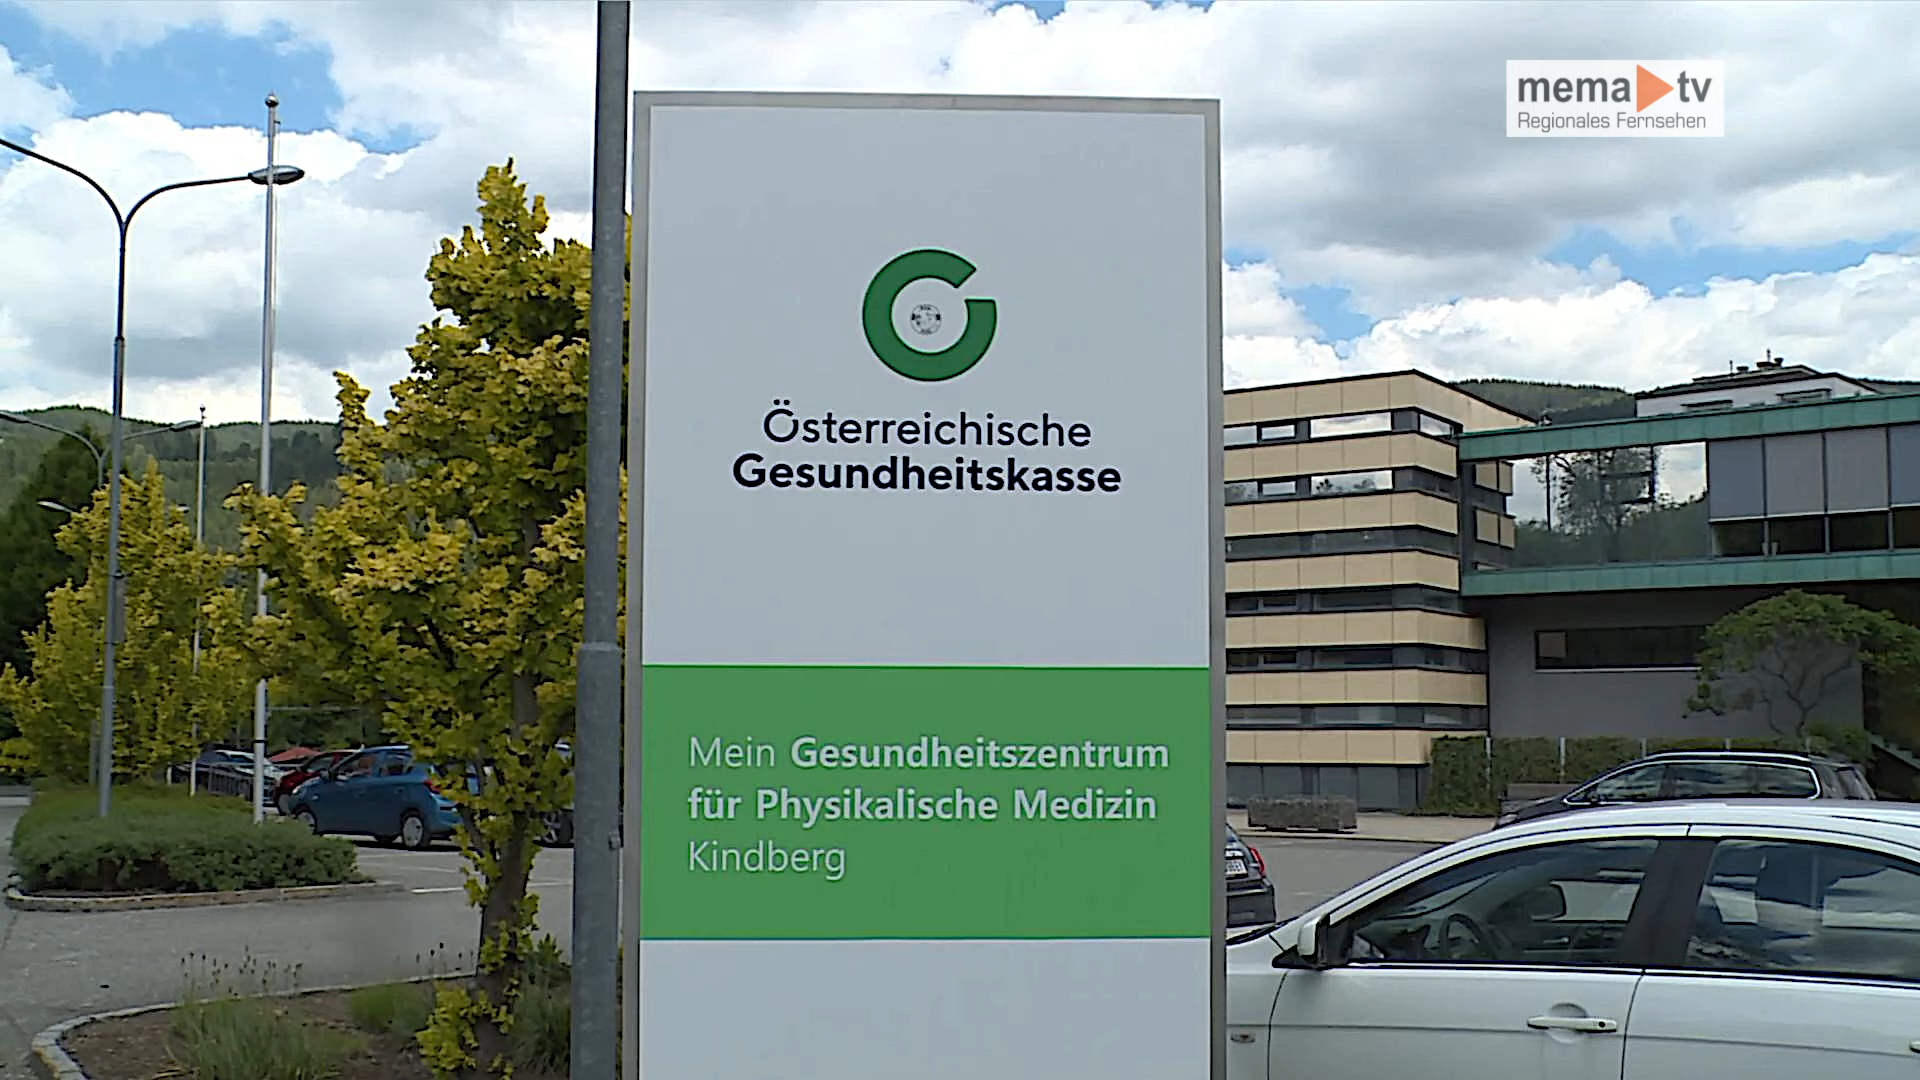 mema tv
Regionales Fernsehen
Österreichische
Gesundheitskasse
Mein Gesundheitszentrum
für Physikalische Medizin
Kindberg